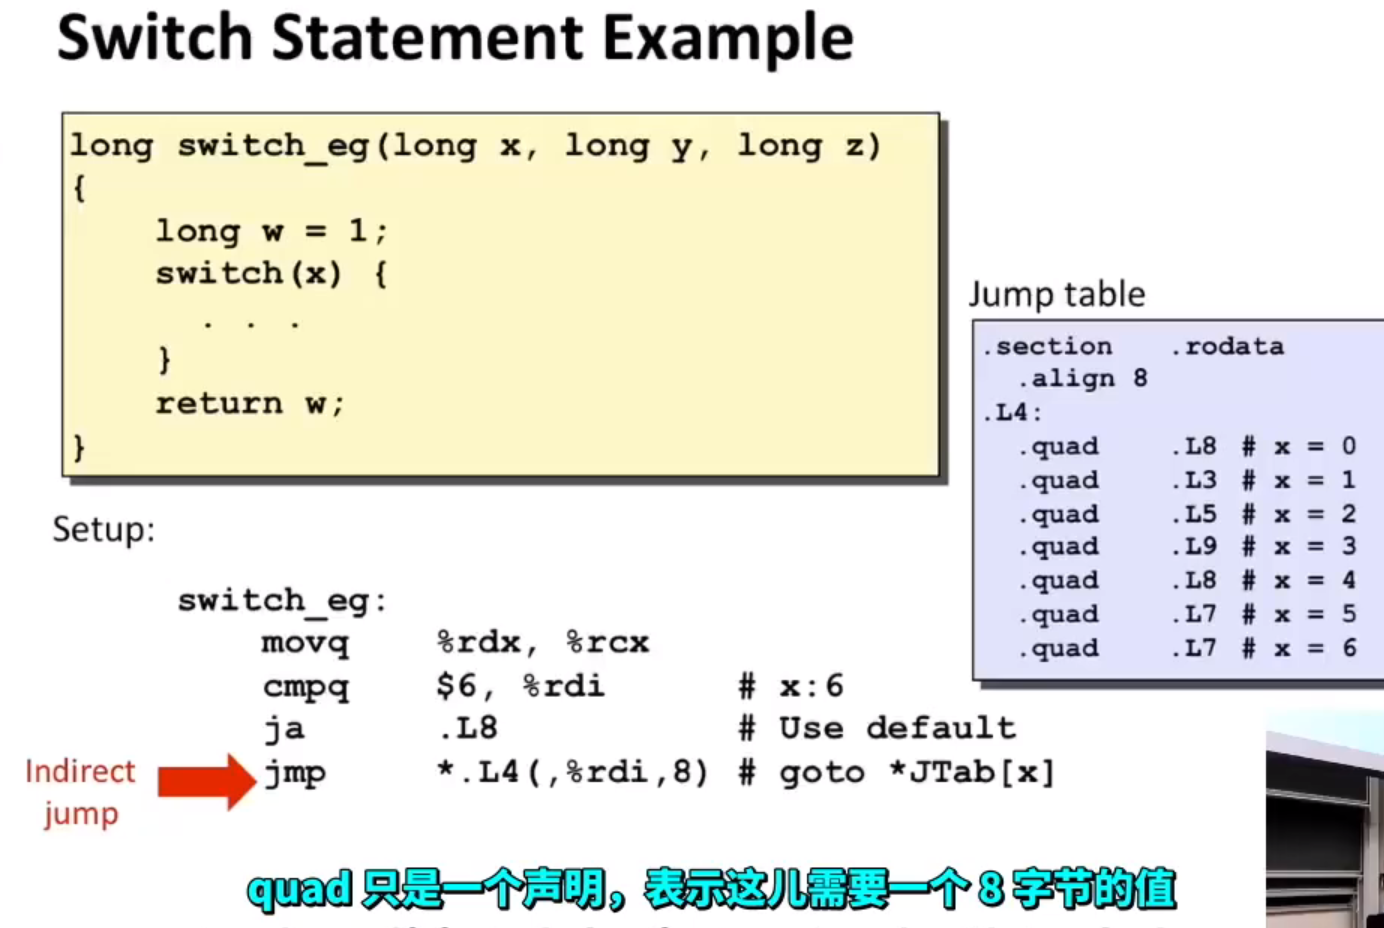 Switch Statement Example
long switch_eg(long x, long y, long z)
{
long w = 1;
switch(x) {
. . .
}
return w;
}
Jump table
.section .rodata
.align 8
.L4:
.quad .L8 # x = 0
.quad .L3 # x = 1
.quad .L5 # x = 2
.quad .L9 # x = 3
.quad .L8 # x = 4
.quad .L7 # x = 5
.quad .L7 # x = 6
Setup:
switch_eg:
movq %rdx, %rcx
cmpq $6, %rdi # x:6
ja .L8 # Use default
jmp *.L4(,%rdi,8) # goto *JTab[x]
Indirect
jump
quad 只是一个声明，表示这儿需要一个 8 字节的值